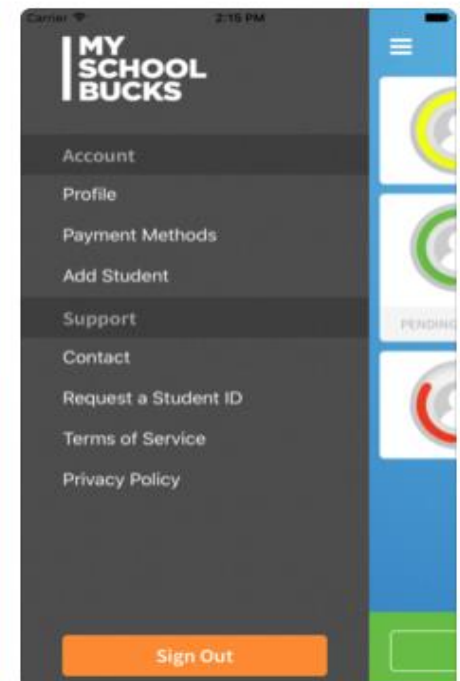 Carrier 2:15 PM
MY
SCHOOL
BUCKS
Account
Profile
Payment Methods
Add Student
Support
Contact
Request a Student ID
Terms of Service
Privacy Policy
Sign Out
PENDING